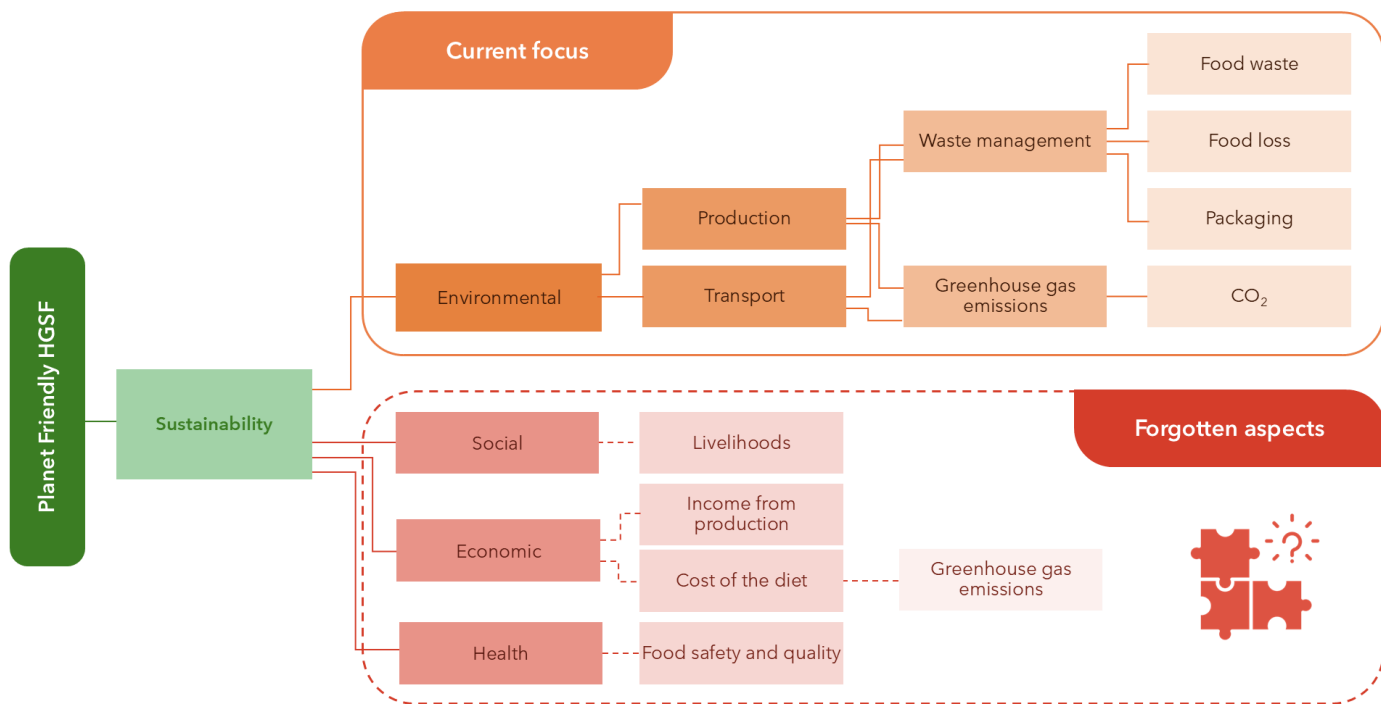 Current focus
Food waste
Waste management
Food loss
Production
Packaging
Environmental
Transport
Greenhouse gas
emissions
CO₂
Planet Friendly HGSF
Sustainability
Forgotten aspects
Social
Livelihoods
Income from
production
Economic
Cost of the diet
Greenhouse gas
emissions
Health
Food safety and quality
?